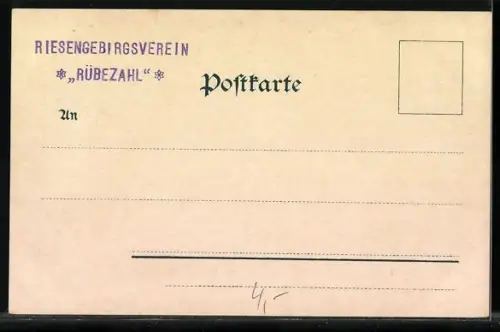 RIESENGEBIRGSVEREIN
* „RÜBEZAHL“ *
Postkarte
An
4,-